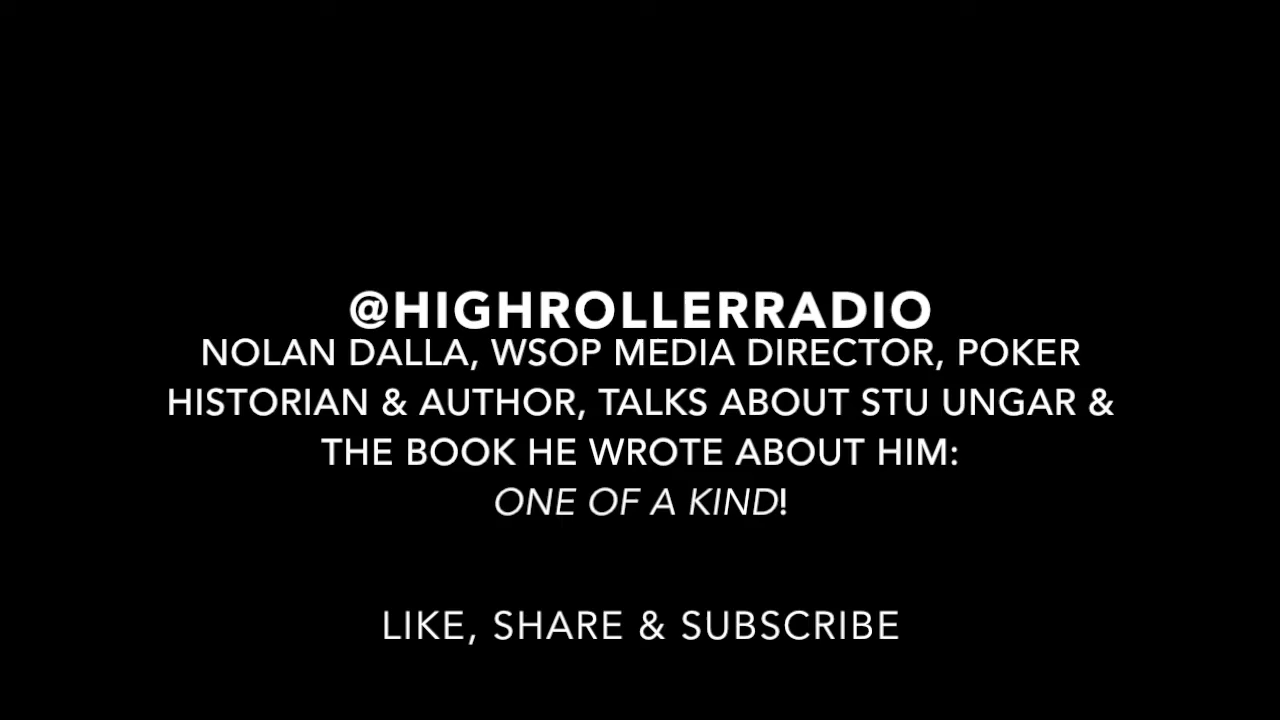 @HIGHROLLERRADIO
NOLAN DALLA, WSOP MEDIA DIRECTOR, POKER
HISTORIAN & AUTHOR, TALKS ABOUT STU UNGAR &
THE BOOK HE WROTE ABOUT HIM:
ONE OF A KIND!
LIKE, SHARE & SUBSCRIBE